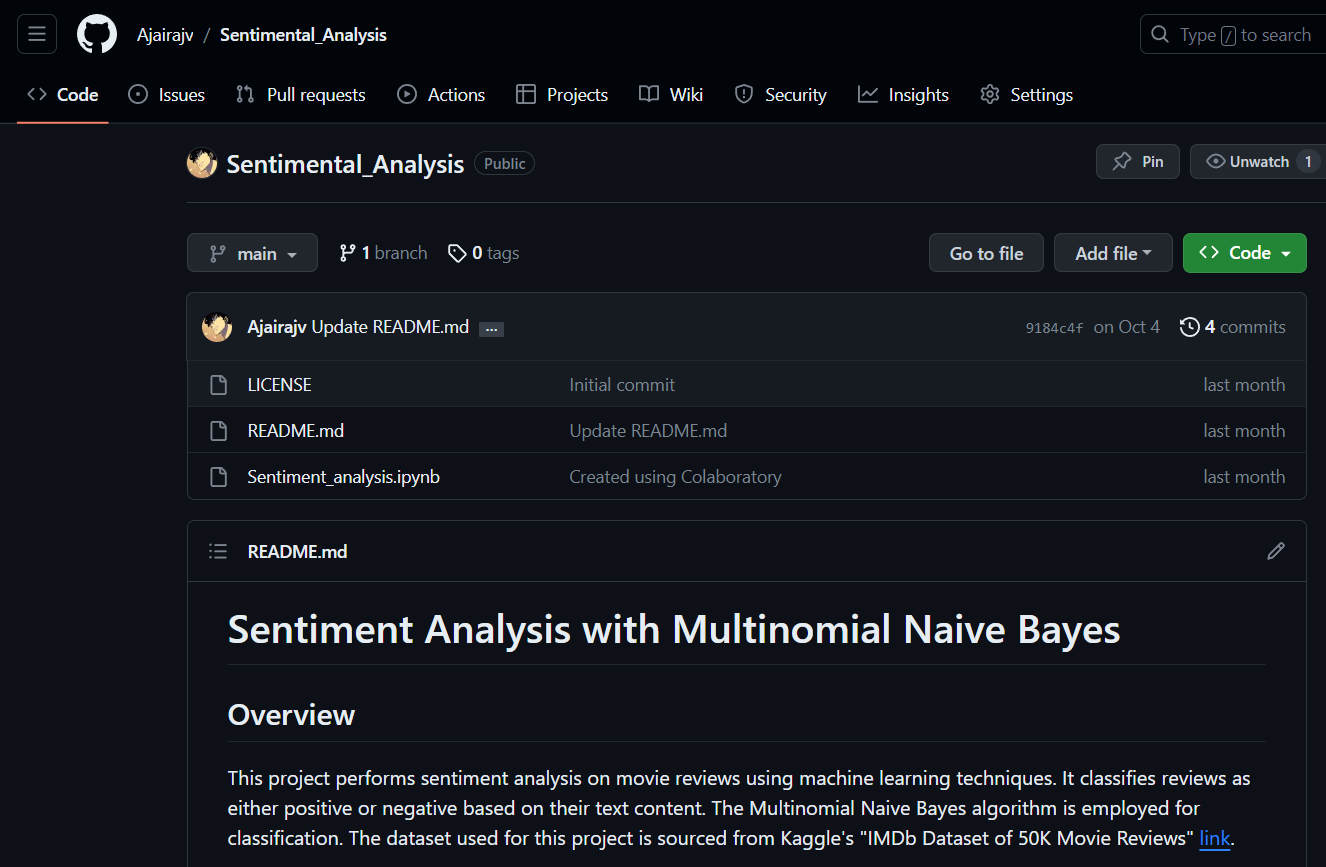 Ajairajv / Sentimental_Analysis
Type / to search
Code Issues Pull requests Actions Projects Wiki Security Insights Settings
Sentimental_Analysis Public
Pin Unwatch 1
main 1 branch 0 tags
Go to file Add file Code
Ajairajv Update README.md ... 9184c4f on Oct 4 4 commits
LICENSE Initial commit last month
README.md Update README.md last month
Sentiment_analysis.ipynb Created using Colaboratory last month
README.md
Sentiment Analysis with Multinomial Naive Bayes
Overview
This project performs sentiment analysis on movie reviews using machine learning techniques. It classifies reviews as
either positive or negative based on their text content. The Multinomial Naive Bayes algorithm is employed for
classification. The dataset used for this project is sourced from Kaggle's "IMDb Dataset of 50K Movie Reviews" link.